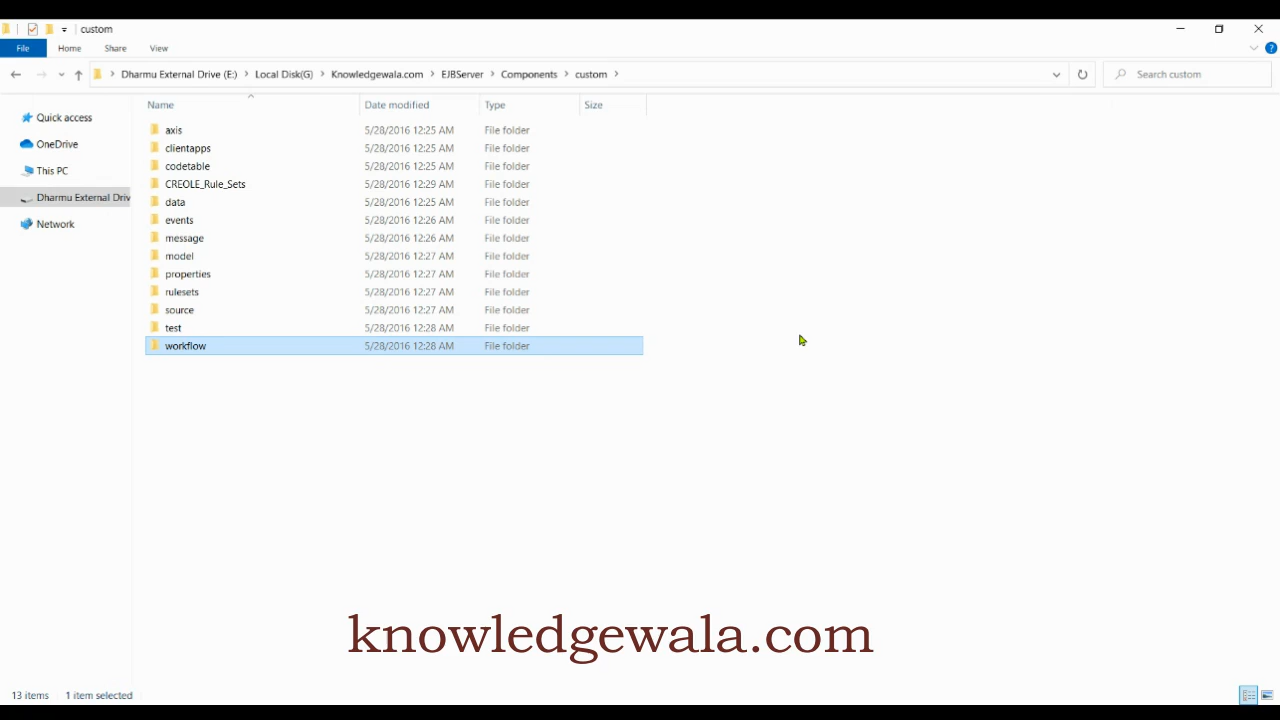 custom
File Home Share View
Dharmu External Drive (E:) Local Disk(G) Knowledgewala.com EJBServer Components custom Search custom
Name Date modified Type Size
Quick access
OneDrive
This PC
Dharmu External Driv
Network
axis 5/28/2016 12:25 AM File folder
clientapps 5/28/2016 12:25 AM File folder
codetable 5/28/2016 12:25 AM File folder
CREOLE_Rule_Sets 5/28/2016 12:29 AM File folder
data 5/28/2016 12:25 AM File folder
events 5/28/2016 12:26 AM File folder
message 5/28/2016 12:26 AM File folder
model 5/28/2016 12:27 AM File folder
properties 5/28/2016 12:27 AM File folder
rulesets 5/28/2016 12:27 AM File folder
source 5/28/2016 12:27 AM File folder
test 5/28/2016 12:28 AM File folder
workflow 5/28/2016 12:28 AM File folder
knowledgewala.com
13 items 1 item selected